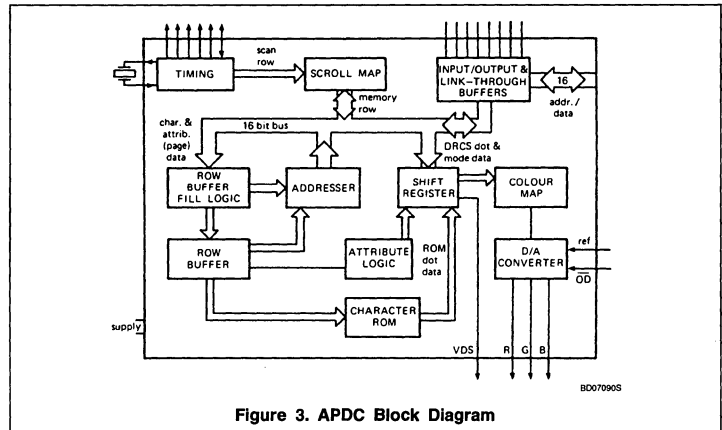 scan
row
TIMING
SCROLL MAP
INPUT/OUTPUT &
LINK-THROUGH
BUFFERS
16
addr./
data
memory
row
char. &
attrib.
(page)
data
16 bit bus
DRCS dot &
mode data
ROW
BUFFER
FILL LOGIC
ADDRESSER
SHIFT
REGISTER
COLOUR
MAP
ROW
BUFFER
ATTRIBUTE
LOGIC
ROM
dot
data
D/A
CONVERTER
ref
OD
CHARACTER
ROM
supply
VDS
R
G
B
BD07090S
Figure 3. APDC Block Diagram